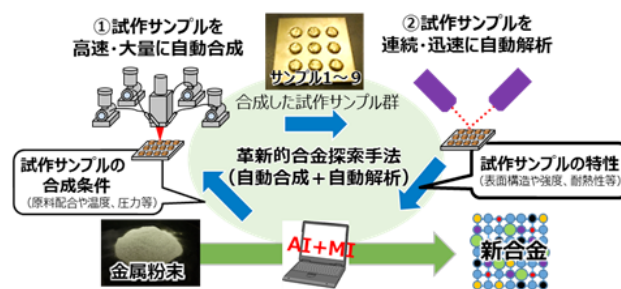 ①試作サンプルを
高速・大量に自動合成
サンプル1～9
合成した試作サンプル群
②試作サンプルを
連続・迅速に自動解析
革新的合金探索手法
（自動合成＋自動解析）
試作サンプルの
合成条件
（原料配合や温度、圧力等）
試作サンプルの特性
（表面構造や強度、耐熱性等）
金属粉末
AI+MI
新合金